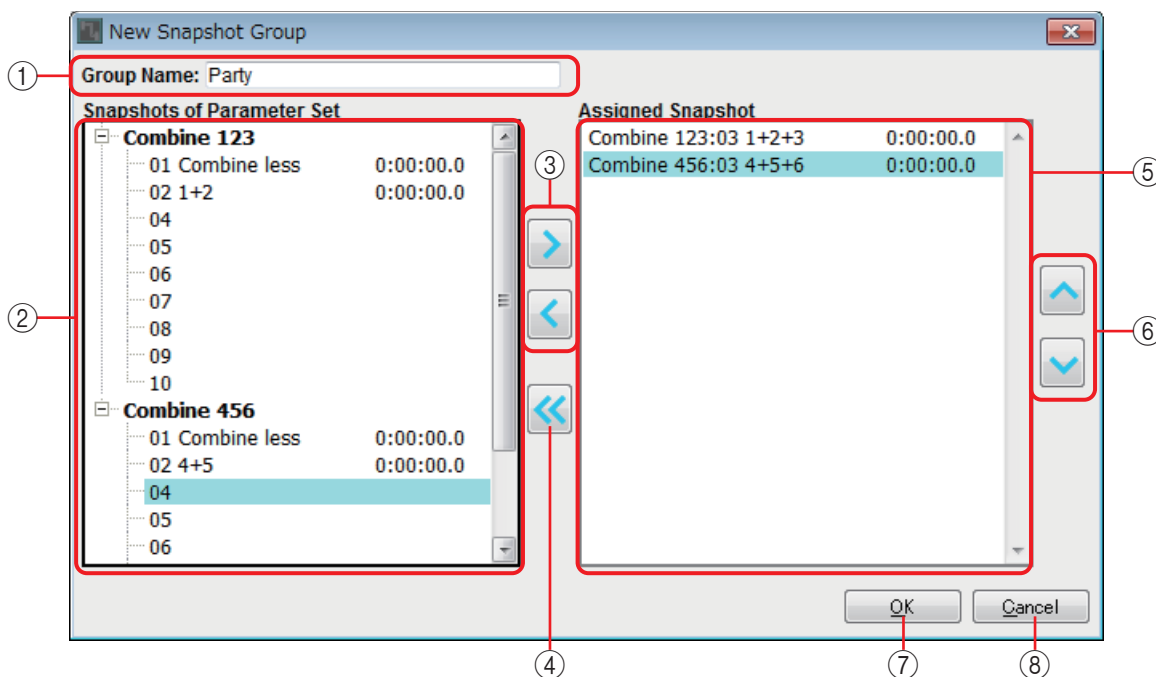 New Snapshot Group
① Group Name: Party
Snapshots of Parameter Set
Combine 123
01 Combine less 0:00:00.0
02 1+2 0:00:00.0
04
05
06
07
08
09
10
Combine 456
01 Combine less 0:00:00.0
02 4+5 0:00:00.0
04
05
06
②
③
④
Assigned Snapshot
Combine 123:03 1+2+3 0:00:00.0
Combine 456:03 4+5+6 0:00:00.0
⑤
⑥
OK Cancel
⑦ ⑧